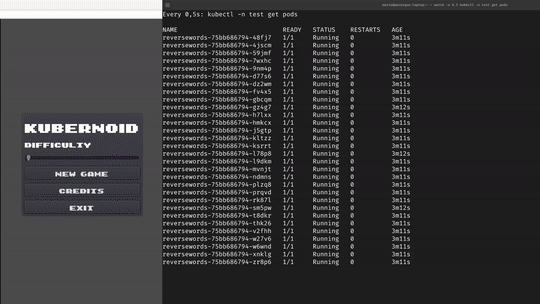 KUBERNOID
DIFFICULTY
NEW GAME
CREDITS
EXIT
Every 0,5s: kubectl -n test get pods
NAME READY STATUS RESTARTS AGE
reversewords-75bb686794-48fj7 1/1 Running 0 3m11s
reversewords-75bb686794-4jscm 1/1 Running 0 3m11s
reversewords-75bb686794-59jmf 1/1 Running 0 3m11s
reversewords-75bb686794-7wxhc 1/1 Running 0 3m11s
reversewords-75bb686794-9nm4p 1/1 Running 0 3m11s
reversewords-75bb686794-d77s6 1/1 Running 0 3m11s
reversewords-75bb686794-dz2wm 1/1 Running 0 3m11s
reversewords-75bb686794-fv4x5 1/1 Running 0 3m11s
reversewords-75bb686794-gbcqm 1/1 Running 0 3m11s
reversewords-75bb686794-gz4g7 1/1 Running 0 3m12s
reversewords-75bb686794-h7lxx 1/1 Running 0 3m11s
reversewords-75bb686794-hmkcx 1/1 Running 0 3m11s
reversewords-75bb686794-j5gtp 1/1 Running 0 3m11s
reversewords-75bb686794-kltzz 1/1 Running 0 3m11s
reversewords-75bb686794-ksrrt 1/1 Running 0 3m11s
reversewords-75bb686794-l78p8 1/1 Running 0 3m12s
reversewords-75bb686794-l9dkm 1/1 Running 0 3m11s
reversewords-75bb686794-mvnjt 1/1 Running 0 3m11s
reversewords-75bb686794-ndmns 1/1 Running 0 3m11s
reversewords-75bb686794-plzq8 1/1 Running 0 3m11s
reversewords-75bb686794-prqvd 1/1 Running 0 3m11s
reversewords-75bb686794-rk87l 1/1 Running 0 3m11s
reversewords-75bb686794-sm5pw 1/1 Running 0 3m12s
reversewords-75bb686794-t8dkr 1/1 Running 0 3m11s
reversewords-75bb686794-thk26 1/1 Running 0 3m11s
reversewords-75bb686794-v2fhh 1/1 Running 0 3m11s
reversewords-75bb686794-w27v6 1/1 Running 0 3m11s
reversewords-75bb686794-w6wnd 1/1 Running 0 3m11s
reversewords-75bb686794-xnklg 1/1 Running 0 3m11s
reversewords-75bb686794-zr8p6 1/1 Running 0 3m11s